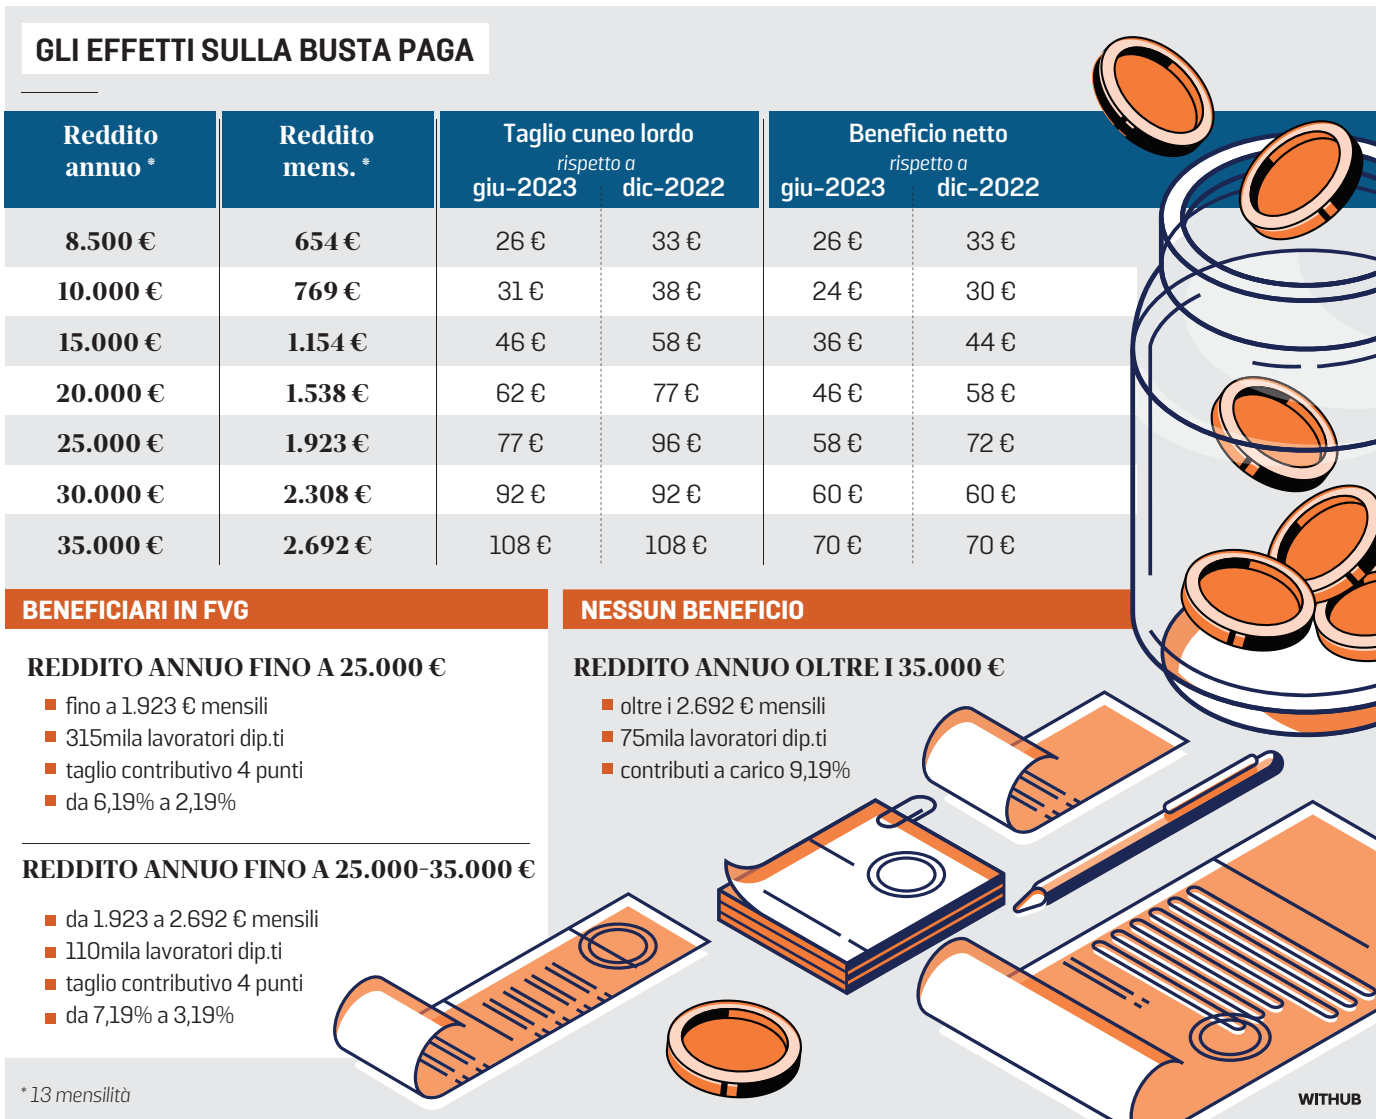 GLI EFFETTI SULLA BUSTA PAGA
Reddito annuo * Reddito mens. * Taglio cuneo lordo rispetto a giu-2023 dic-2022 Beneficio netto rispetto a giu-2023 dic-2022
8.500 € 654 € 26 € 33 € 26 € 33 €
10.000 € 769 € 31 € 38 € 24 € 30 €
15.000 € 1.154 € 46 € 58 € 36 € 44 €
20.000 € 1.538 € 62 € 77 € 46 € 58 €
25.000 € 1.923 € 77 € 96 € 58 € 72 €
30.000 € 2.308 € 92 € 92 € 60 € 60 €
35.000 € 2.692 € 108 € 108 € 70 € 70 €
BENEFICIARI IN FVG
REDDITO ANNUO FINO A 25.000 €
fino a 1.923 € mensili
315mila lavoratori dip.ti
taglio contributivo 4 punti
da 6,19% a 2,19%
REDDITO ANNUO FINO A 25.000-35.000 €
da 1.923 a 2.692 € mensili
110mila lavoratori dip.ti
taglio contributivo 4 punti
da 7,19% a 3,19%
NESSUN BENEFICIO
REDDITO ANNUO OLTRE I 35.000 €
oltre i 2.692 € mensili
75mila lavoratori dip.ti
contributi a carico 9,19%
* 13 mensilità
WITHUB